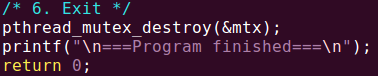 /* 6. Exit */
pthread_mutex_destroy(&mtx);
printf("\n===Program finished===\n");
return 0;